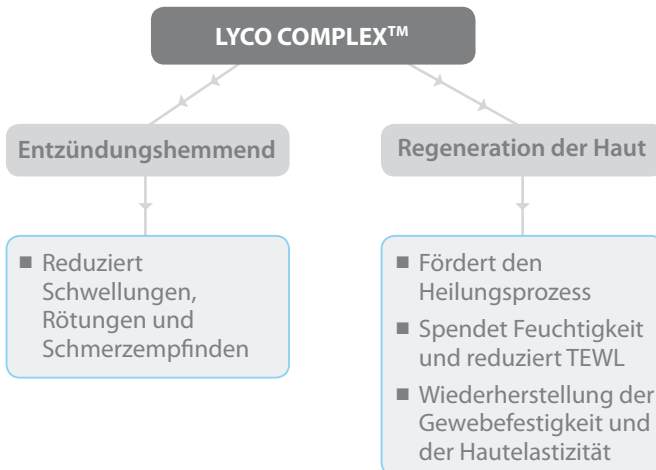 LYCO COMPLEX™
Entzündungshemmend
Regeneration der Haut
■ Reduziert
Schwellungen,
Rötungen und
Schmerzempfinden
■ Fördert den
Heilungsprozess
■ Spendet Feuchtigkeit
und reduziert TEWL
■ Wiederherstellung der
Gewebefestigkeit und
der Hautelastizität